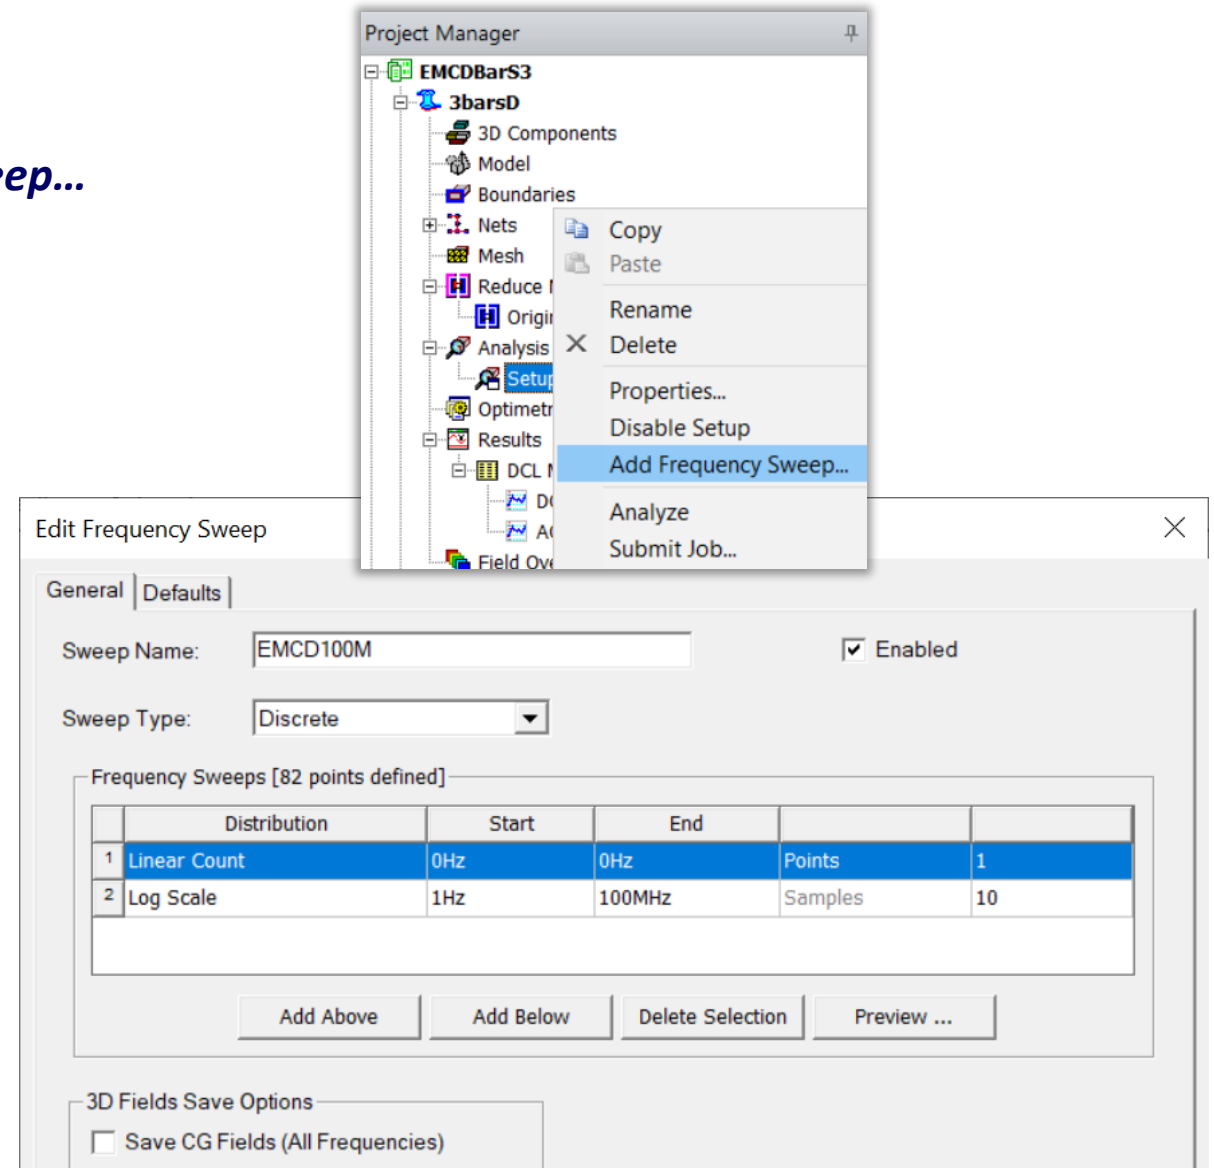 Project Manager
EMCDBarS3
3barsD
3D Components
Model
Boundaries
Nets
Mesh
Reduce
Analysis
Results
DCL
Copy
Paste
Rename
Delete
Properties...
Disable Setup
Add Frequency Sweep...
Analyze
Submit Job...
Edit Frequency Sweep
General Defaults
Sweep Name: EMCD100M Enabled
Sweep Type: Discrete
Frequency Sweeps [82 points defined]
Distribution Start End
1 Linear Count 0Hz 0Hz Points 1
2 Log Scale 1Hz 100MHz Samples 10
Add Above Add Below Delete Selection Preview ...
3D Fields Save Options
Save CG Fields (All Frequencies)